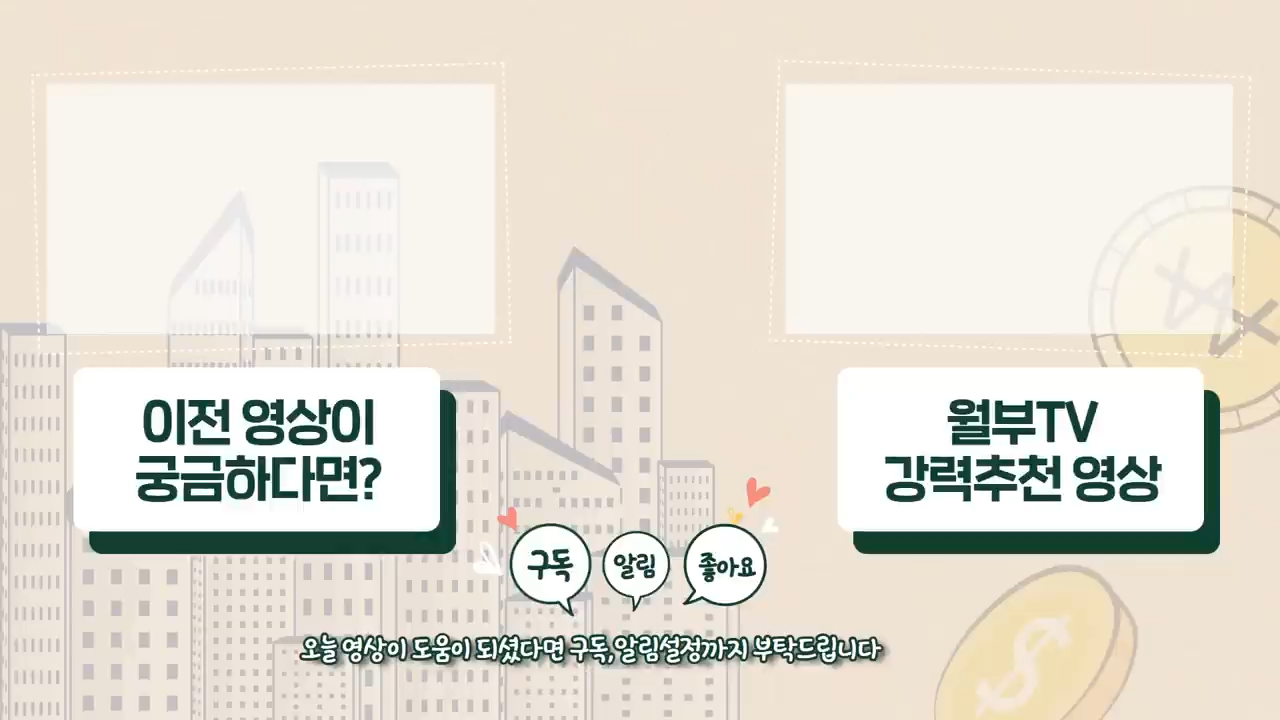 이전 영상이
궁금하다면?
월부TV
강력추천 영상
구독
알림
좋아요
오늘 영상이 도움이 되셨다면 구독,알림설정까지 부탁드립니다